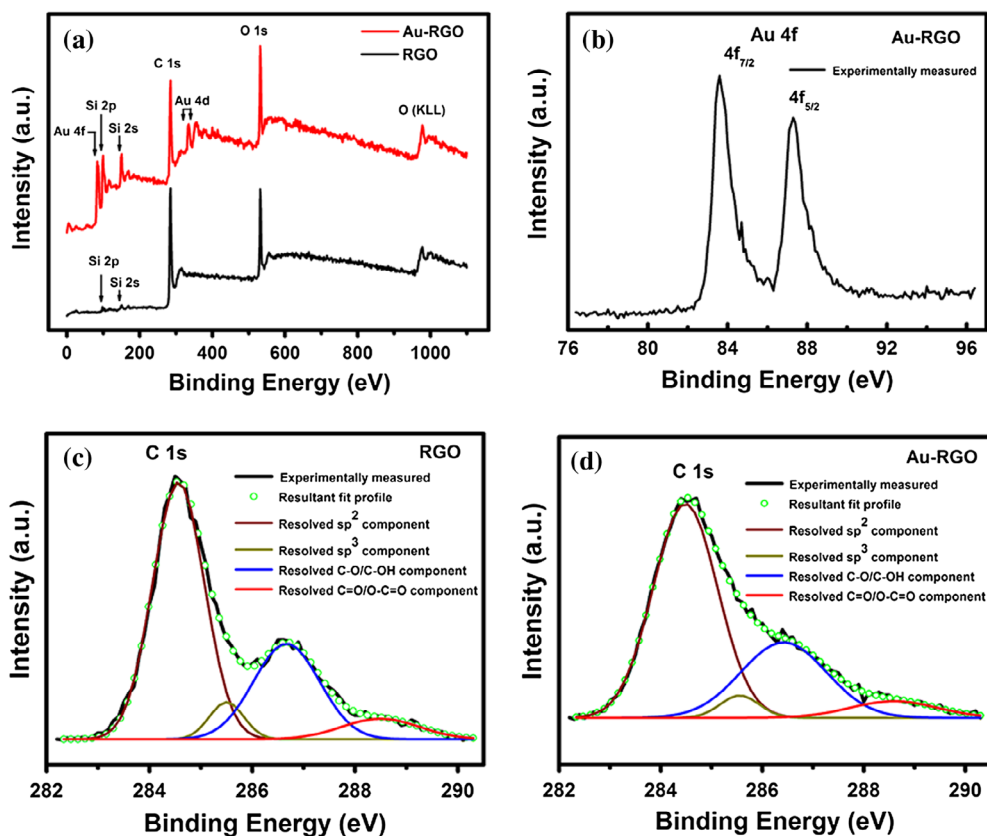 (a)
Au-RGO
RGO
O 1s
C 1s
Si 2p
Au 4f
Si 2s
Au 4d
O (KLL)
Si 2p
Si 2s
Intensity (a.u.)
0 200 400 600 800 1000
Binding Energy (eV)
(b)
Au 4f
Au-RGO
4f7/2
Experimentally measured
4f5/2
Intensity (a.u.)
76 80 84 88 92 96
Binding Energy (eV)
(c)
C 1s
RGO
Experimentally measured
Resultant fit profile
Resolved sp2 component
Resolved sp3 component
Resolved C-O/C-OH component
Resolved C=O/O-C=O component
Intensity (a.u.)
282 284 286 288 290
Binding Energy (eV)
(d)
C 1s
Au-RGO
Experimentally measured
Resultant fit profile
Resolved sp2 component
Resolved sp3 component
Resolved C-O/C-OH component
Resolved C=O/O-C=O component
Intensity (a.u.)
282 284 286 288 290
Binding Energy (eV)